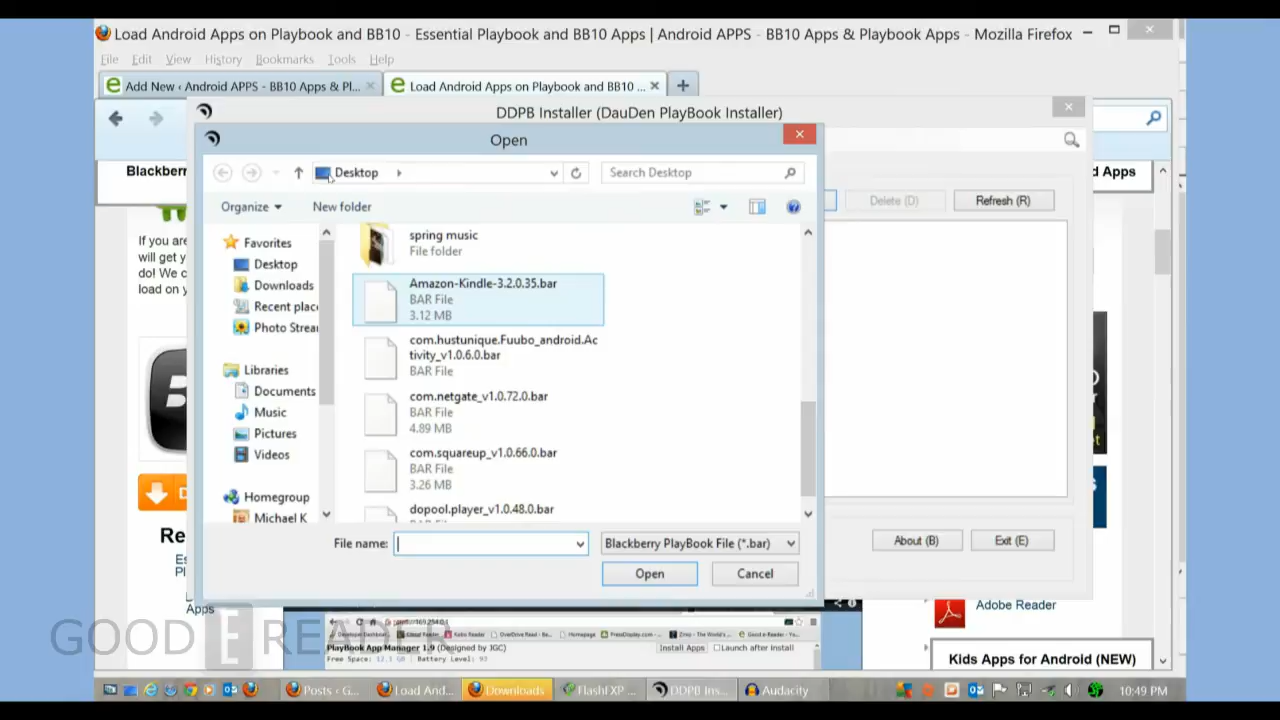 Load Android Apps on Playbook and BB10 - Essential Playbook and BB10 Apps | Android APPS - BB10 Apps & Playbook Apps - Mozilla Firefox
File Edit View History Bookmarks Tools Help
Add New ‹ Android APPS - BB10 Apps & Pl...
Load Android Apps on Playbook and BB10 ...
DDPB Installer (DauDen PlayBook Installer)
Open
Blackberr
d Apps
Desktop
Search Desktop
Organize
New folder
Delete (D)
Refresh (R)
If you are
will get y
do! We c
load on y
Favorites
Desktop
Downloads
Recent plac
Photo Strea
Libraries
Documents
Music
Pictures
Videos
Homegroup
Michael K
spring music
File folder
Amazon-Kindle-3.2.0.35.bar
BAR File
3.12 MB
com.hustunique.Fuubo_android.Ac
tivity_v1.0.6.0.bar
BAR File
com.netgate_v1.0.72.0.bar
BAR File
4.89 MB
com.squareup_v1.0.66.0.bar
BAR File
3.26 MB
dopool.player_v1.0.48.0.bar
File name:
Blackberry PlayBook File (*.bar)
Open
Cancel
About (B)
Exit (E)
Re
Es
Pl
Apps
Adobe Reader
Kids Apps for Android (NEW)
PlayBook App Manager 1.9 (Designed by JGC)
Install Apps
Launch after Install
GOOD E READER
Posts ‹ G...
Load And...
Downloads
FlashFXP ...
DDPB Ins...
Audacity
10:49 PM